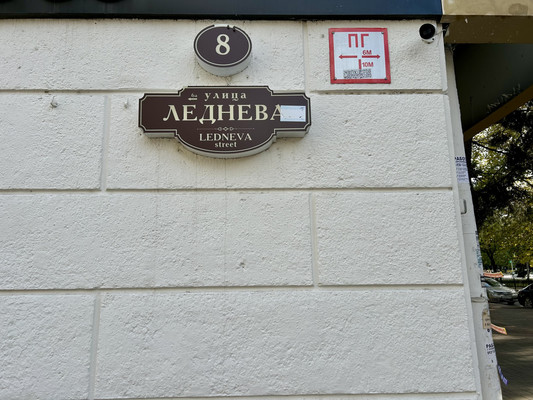 8
улица
ЛЕДНЕВА
LEDNEVA
street
ПГ
6М
10М